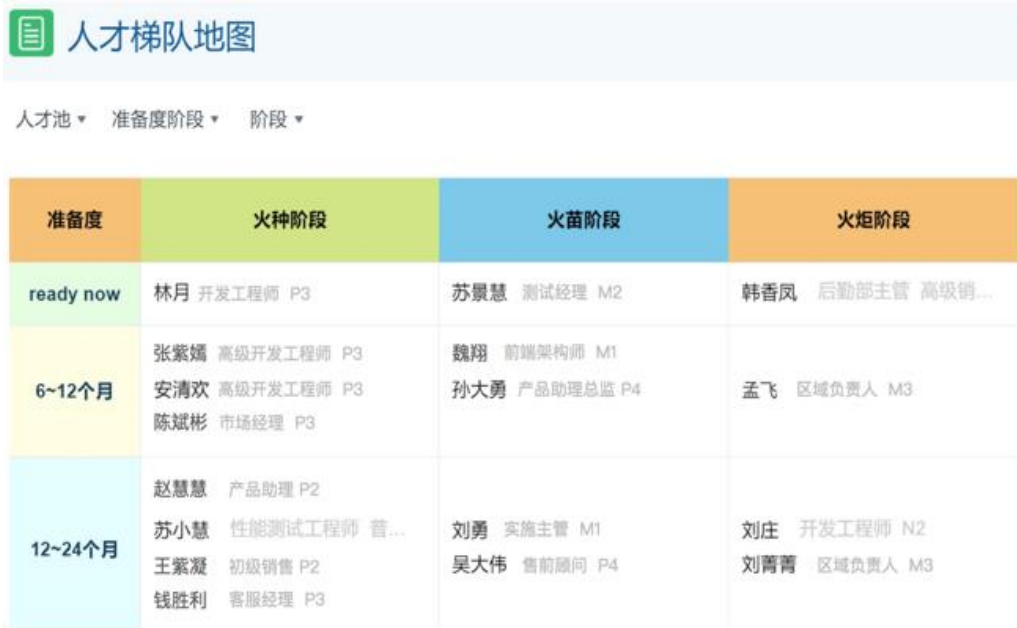 人才梯队地图
人才池 ▾ 准备度阶段 ▾ 阶段 ▾
准备度 火种阶段 火苗阶段 火炬阶段
ready now 林月 开发工程师 P3 苏景慧 测试经理 M2 韩香凤 后勤部主管 高级销...
6~12个月
张紫嫣 高级开发工程师 P3
安清欢 高级开发工程师 P3
陈斌彬 市场经理 P3
魏翔 前端架构师 M1
孙大勇 产品助理总监 P4
孟飞 区域负责人 M3
12~24个月
赵慧慧 产品助理 P2
苏小慧 性能测试工程师 普...
王紫凝 初级销售 P2
钱胜利 客服经理 P3
刘勇 实施主管 M1
吴大伟 售前顾问 P4
刘庄 开发工程师 N2
刘菁菁 区域负责人 M3